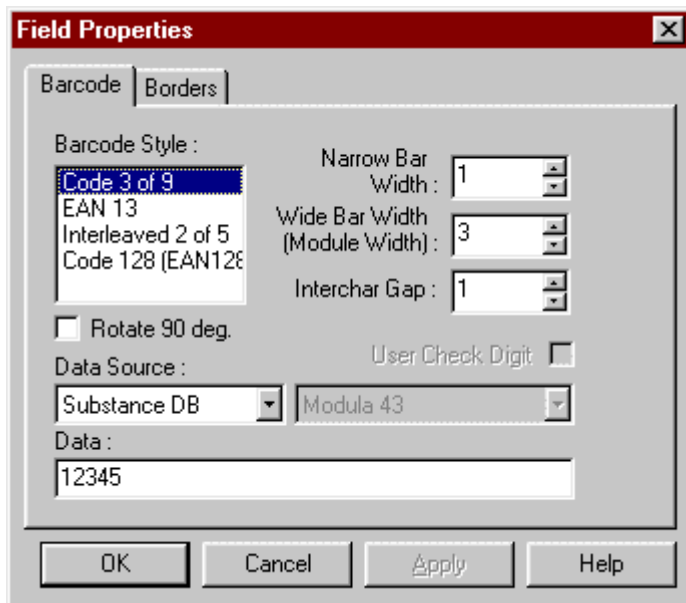 Field Properties
Barcode
Borders
Barcode Style :
Code 3 of 9
EAN 13
Interleaved 2 of 5
Code 128 (EAN128
Narrow Bar
Width :
1
Wide Bar Width
(Module Width) :
3
Interchar Gap :
1
Rotate 90 deg.
User Check Digit
Data Source :
Substance DB
Modula 43
Data :
12345
OK
Cancel
Apply
Help